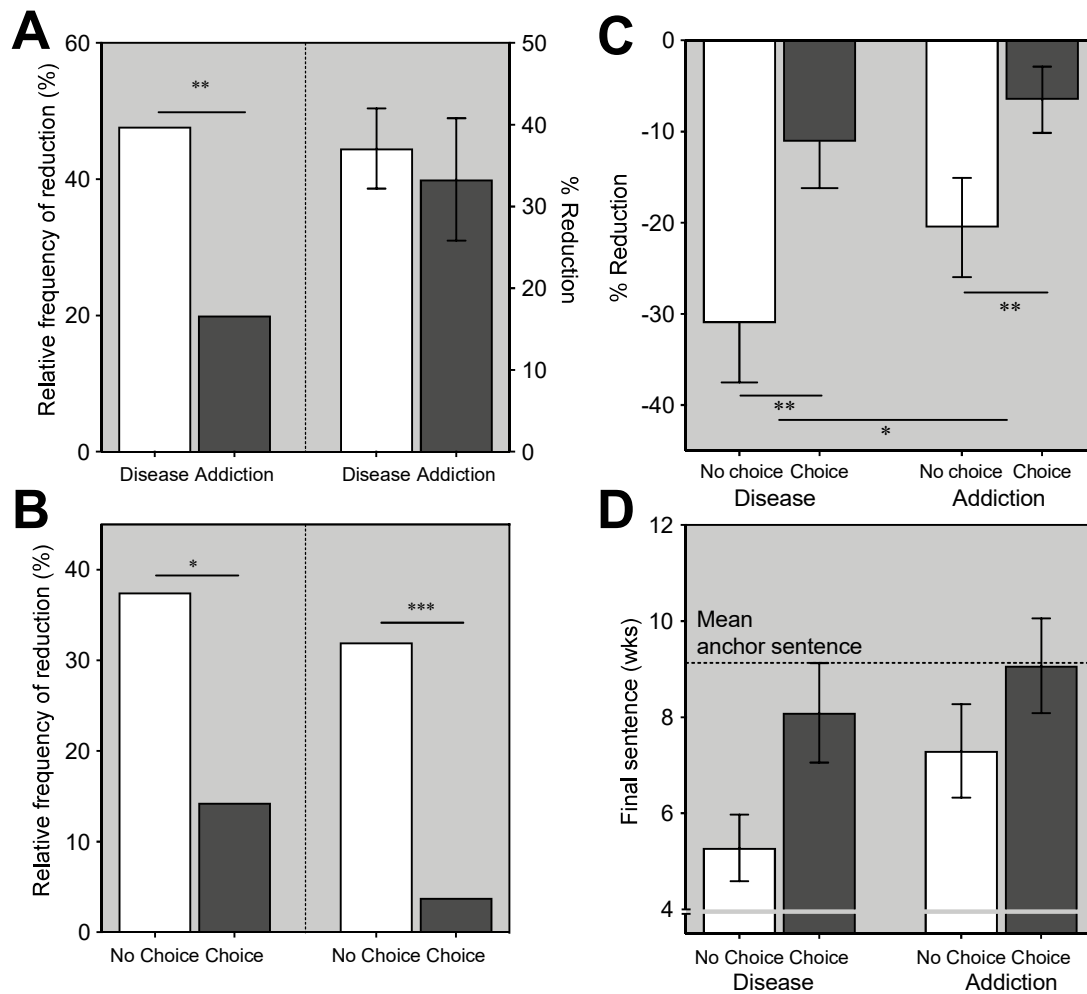 A
60
40
20
0
Relative frequency of reduction (%)
**
50
40
30
20
10
0
% Reduction
Disease Addiction
Disease Addiction
B
40
30
20
10
0
Relative frequency of reduction (%)
*
***
No Choice Choice
No Choice Choice
C
0
-10
-20
-30
-40
% Reduction
**
**
*
No choice Choice
No choice Choice
Disease
Addiction
D
12
10
8
6
4
Final sentence (wks)
Mean
anchor sentence
No Choice Choice
No Choice Choice
Disease
Addiction